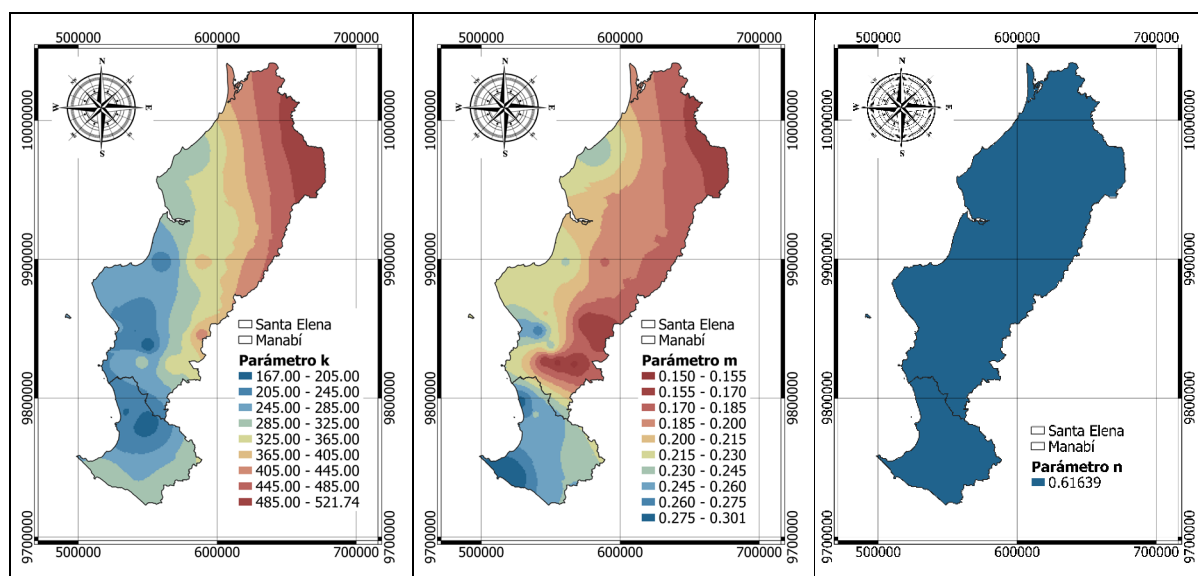 500000 600000 700000
N
W E
S
10000000 10000000
9900000 9900000
9800000 9800000
9700000 9700000
Santa Elena
Manabí
Parámetro k
167.00 - 205.00
205.00 - 245.00
245.00 - 285.00
285.00 - 325.00
325.00 - 365.00
365.00 - 405.00
405.00 - 445.00
445.00 - 485.00
485.00 - 521.74
500000 600000 700000
500000 600000 700000
N
W E
S
10000000 10000000
9900000 9900000
9800000 9800000
9700000 9700000
Santa Elena
Manabí
Parámetro m
0.150 - 0.155
0.155 - 0.170
0.170 - 0.185
0.185 - 0.200
0.200 - 0.215
0.215 - 0.230
0.230 - 0.245
0.245 - 0.260
0.260 - 0.275
0.275 - 0.301
500000 600000 700000
500000 600000 700000
N
W E
S
10000000 10000000
9900000 9900000
9800000 9800000
9700000 9700000
Santa Elena
Manabí
Parámetro n
0.61639
500000 600000 700000